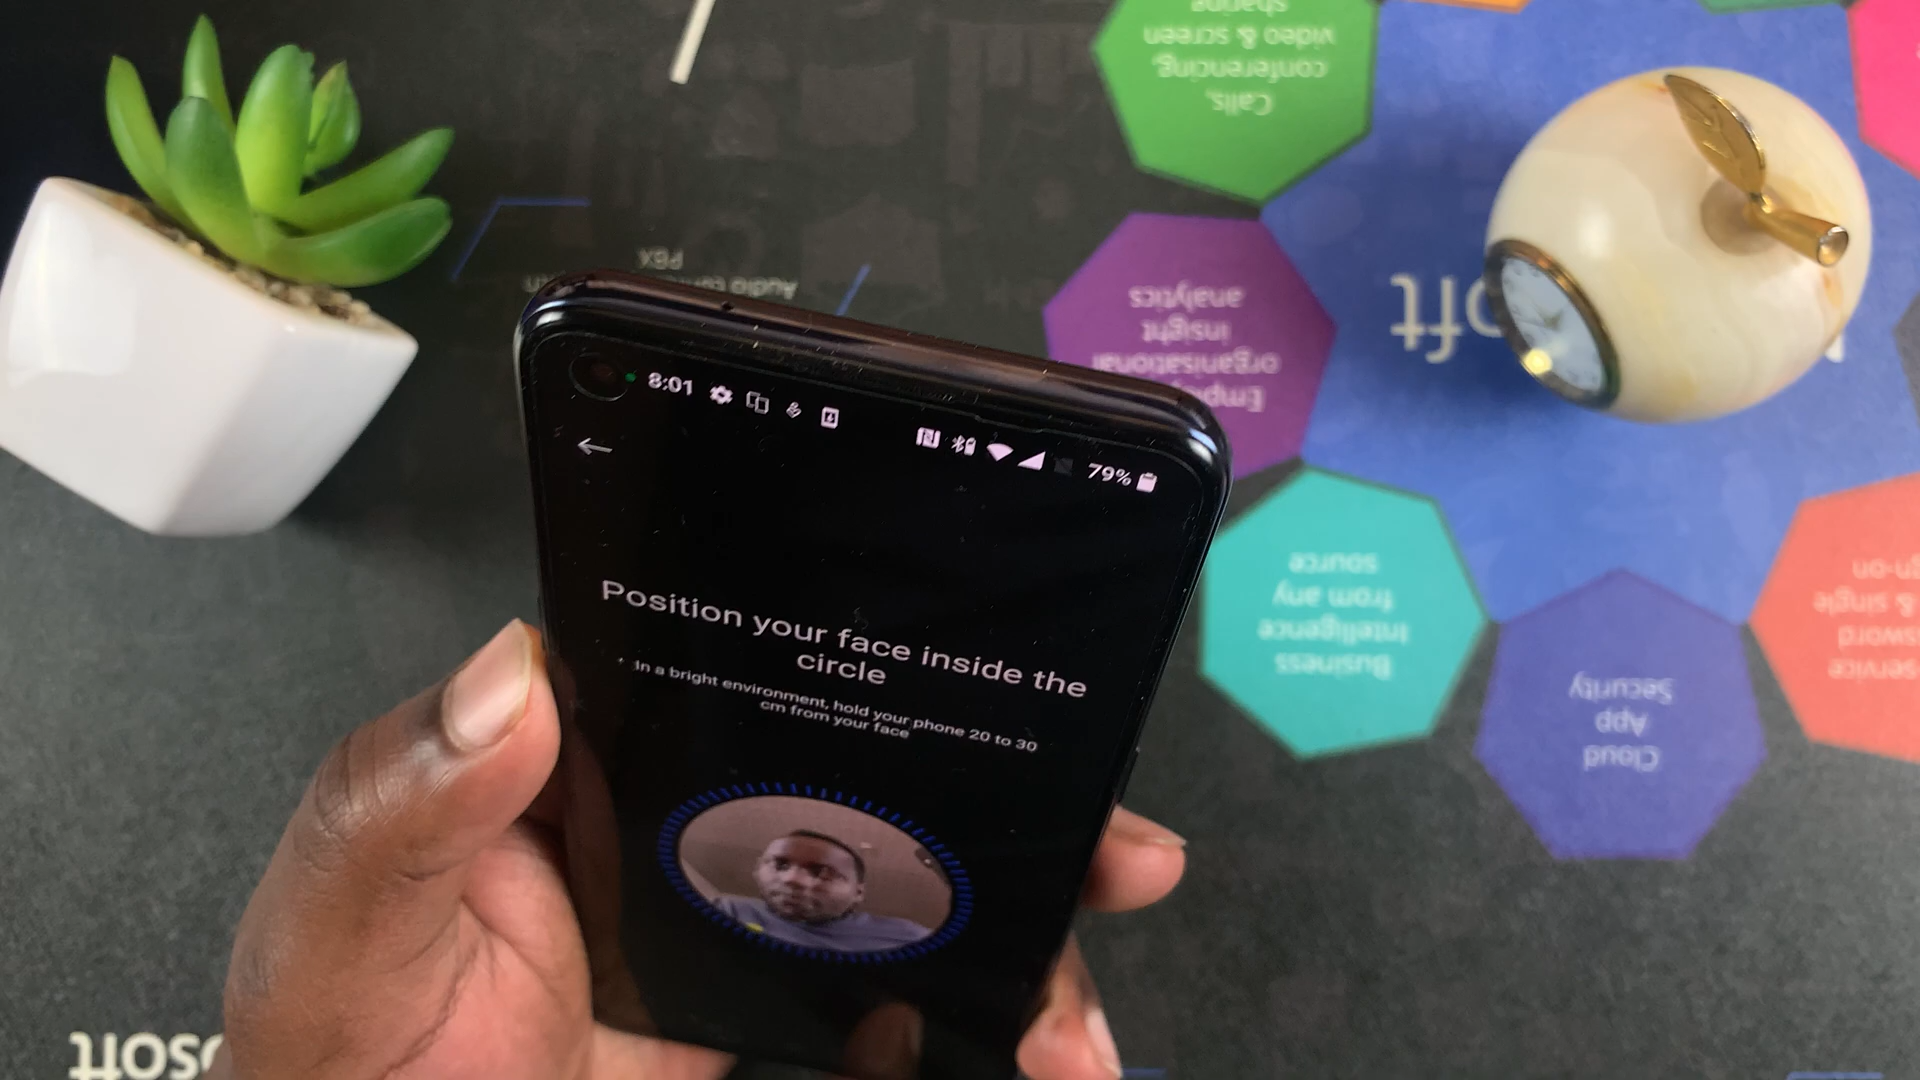 8:01
79%
Position your face inside the
circle
In a bright environment, hold your phone 20 to 30
cm from your face
Calls,
conferencing,
video & screen
sharing
PBX
organisational
insight
analytics
Business
Intelligence
from any
source
Cloud
App
Security
service
& single
osoft